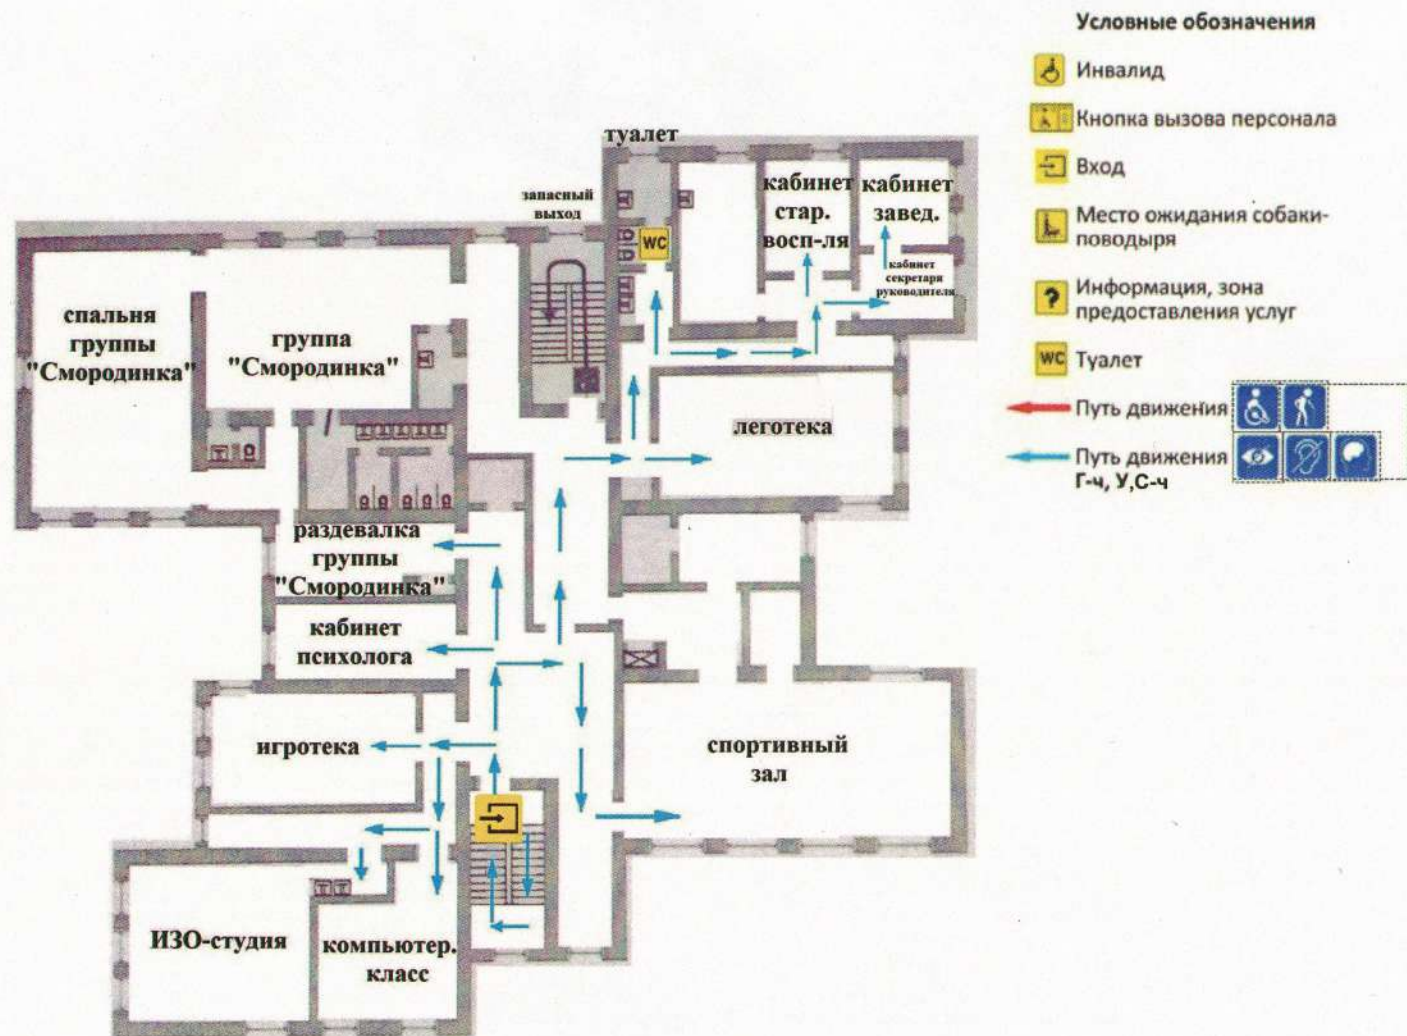 Условные обозначения
Инвалид
Кнопка вызова персонала
Вход
Место ожидания собаки-
поводыря
Информация, зона
предоставления услуг
WC
Туалет
Путь движения
Путь движения
Г-ч, У,С-ч
туалет
запасный
выход
WC
кабинет
стар.
восп-ля
кабинет
завед.
кабинет
секретаря
руководителя
спальня
группы
"Смородинка"
группа
"Смородинка"
леготека
раздевалка
группы
"Смородинка"
кабинет
психолога
игротека
спортивный
зал
ИЗО-студия
компьютер.
класс